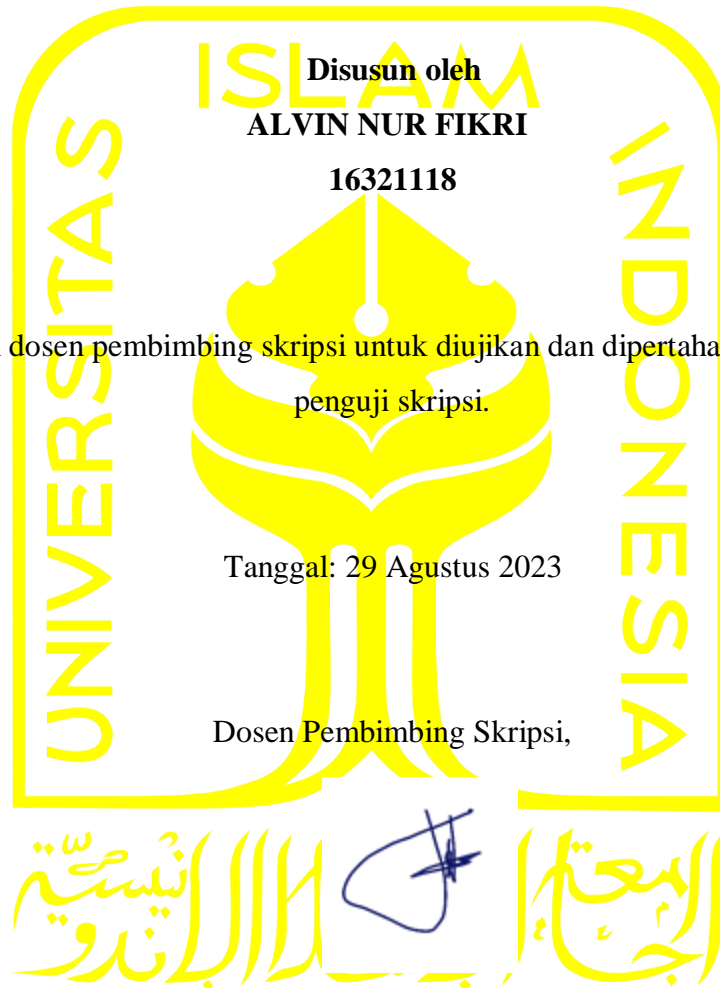 ISLAM
Disusun oleh
ALVIN NUR FIKRI
16321118
UNIVERSITAS
INDONESIA
dosen pembimbing skripsi untuk diujikan dan
penguji skripsi.
Tanggal: 29 Agustus 2023
Dosen Pembimbing Skripsi,